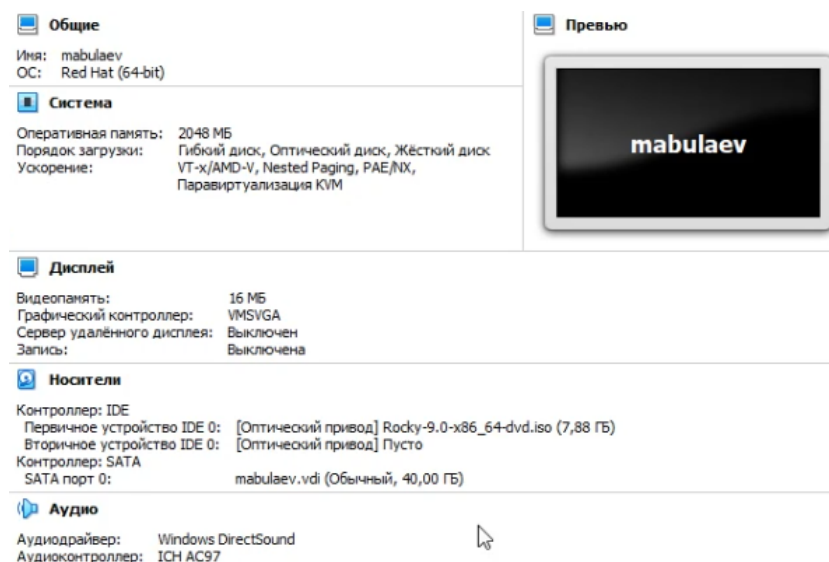 Общие
Имя: mabulaev
ОС: Red Hat (64-bit)
Система
Оперативная память: 2048 МБ
Порядок загрузки: Гибкий диск, Оптический диск, Жёсткий диск
Ускорение: VT-x/AMD-V, Nested Paging, PAE/NX,
Паравиртуализация KVM
Превью
mabulaev
Дисплей
Видеопамять: 16 МБ
Графический контроллер: VMSVGA
Сервер удалённого дисплея: Выключен
Запись: Выключена
Носители
Контроллер: IDE
Первичное устройство IDE 0: [Оптический привод] Rocky-9.0-x86_64-dvd.iso (7,88 ГБ)
Вторичное устройство IDE 0: [Оптический привод] Пусто
Контроллер: SATA
SATA порт 0: mabulaev.vdi (Обычный, 40,00 ГБ)
Аудио
Аудиодрайвер: Windows DirectSound
Аудиоконтроллер: ICH AC97